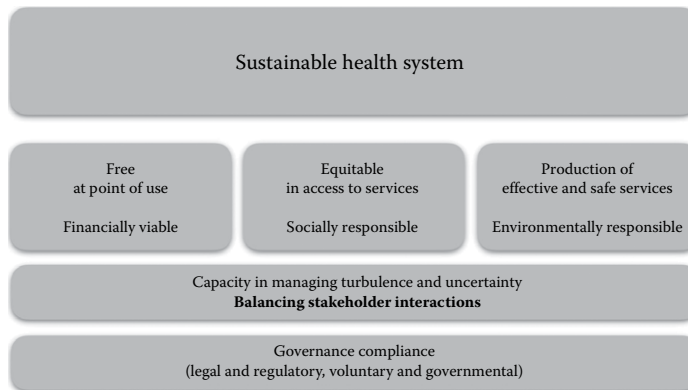 Sustainable health system
Free
at point of use
Financially viable
Equitable
in access to services
Socially responsible
Production of
effective and safe services
Environmentally responsible
Capacity in managing turbulence and uncertainty
Balancing stakeholder interactions
Governance compliance
(legal and regulatory, voluntary and governmental)